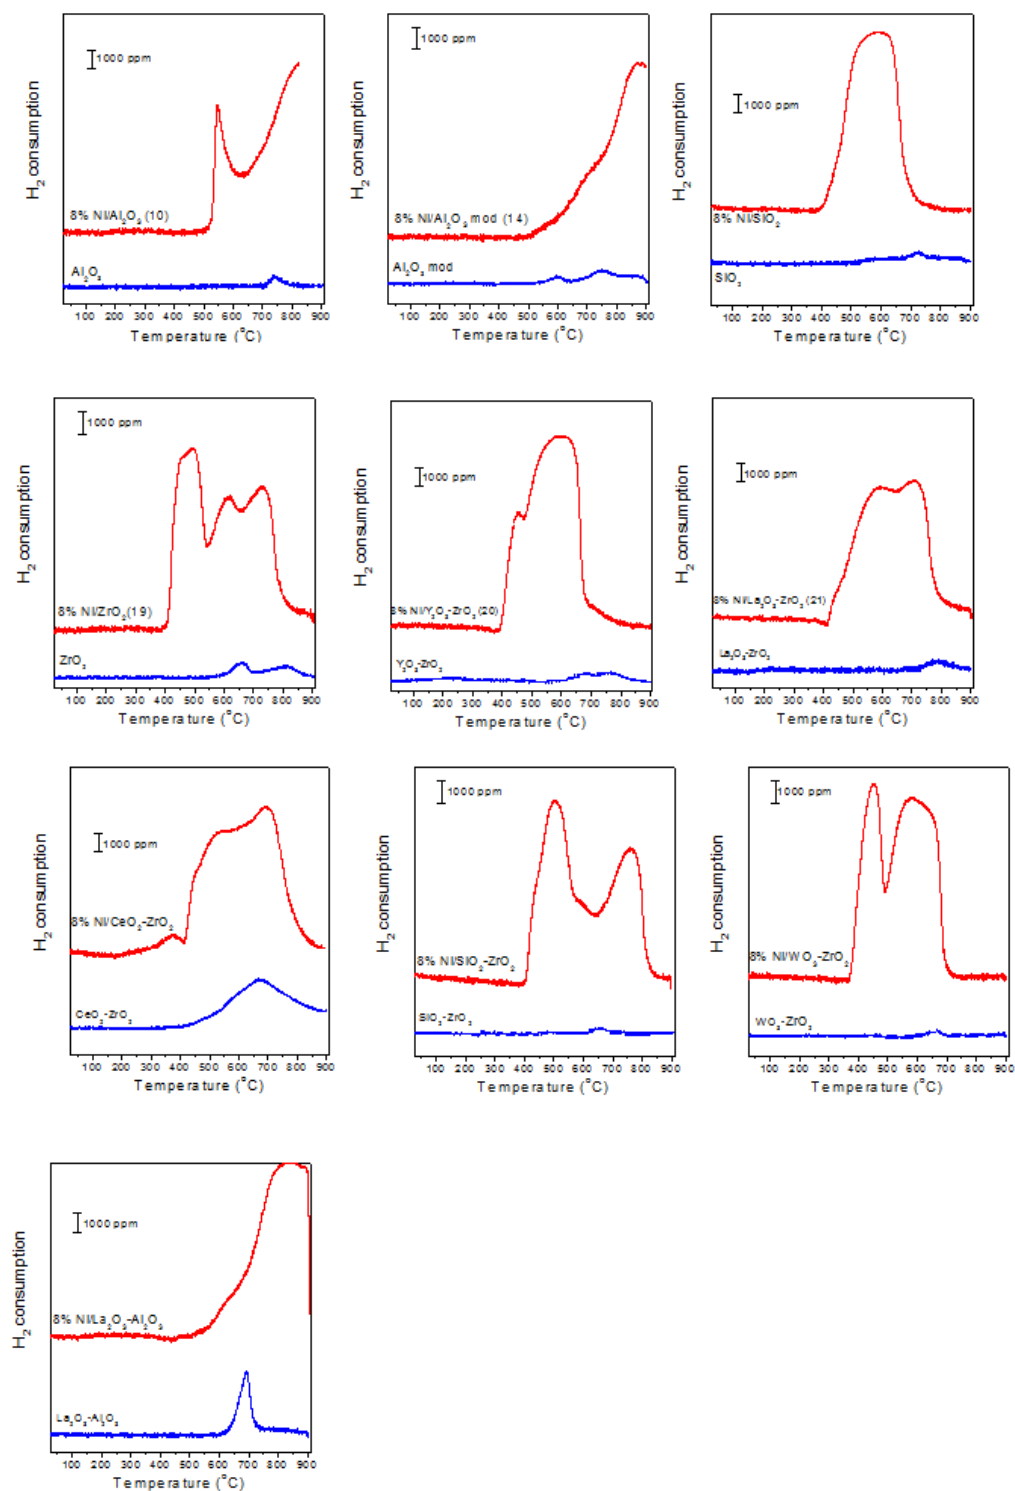 1000 ppm
H2 consumption
8% Ni/Al2O3 (10)
Al2O3
100 200 300 400 500 600 700 800 900
Temperature (°C)
1000 ppm
H2 consumption
8% Ni/Al2O3 mod (14)
Al2O3 mod
100 200 300 400 500 600 700 800 900
Temperature (°C)
1000 ppm
H2 consumption
8% Ni/SiO2
SiO2
100 200 300 400 500 600 700 800 900
Temperature (°C)
1000 ppm
H2 consumption
8% Ni/ZrO2(19)
ZrO2
100 200 300 400 500 600 700 800 900
Temperature (°C)
1000 ppm
H2 consumption
8% Ni/Y2O3-ZrO2 (20)
Y2O3-ZrO2
100 200 300 400 500 600 700 800 900
Temperature (°C)
1000 ppm
H2 consumption
8% Ni/La2O3-ZrO2 (21)
La2O3-ZrO2
100 200 300 400 500 600 700 800 900
Temperature (°C)
1000 ppm
H2 consumption
8% Ni/CeO2-ZrO2
CeO2-ZrO2
100 200 300 400 500 600 700 800 900
Temperature (°C)
1000 ppm
H2 consumption
8% Ni/SiO2-ZrO2
SiO2-ZrO2
100 200 300 400 500 600 700 800 900
Temperature (°C)
1000 ppm
H2 consumption
8% Ni/WO3-ZrO2
WO3-ZrO2
100 200 300 400 500 600 700 800 900
Temperature (°C)
1000 ppm
H2 consumption
8% Ni/La2O3-Al2O3
La2O3-Al2O3
100 200 300 400 500 600 700 800 900
Temperature (°C)